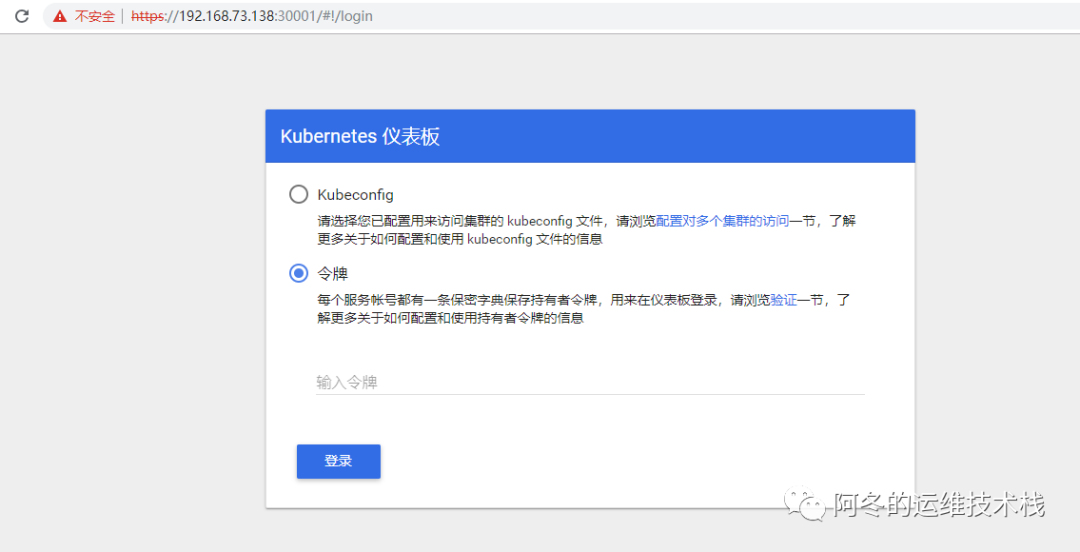 不安全 | https://192.168.73.138:30001/#!/login
Kubernetes 仪表板
Kubeconfig
请选择您已配置用来访问集群的 kubeconfig 文件，请浏览配置对多个集群的访问一节，了解
更多关于如何配置和使用 kubeconfig 文件的信息
令牌
每个服务帐号都有一条保密字典保存持有者令牌，用来在仪表板登录，请浏览验证一节，了
解更多关于如何配置和使用持有者令牌的信息
输入令牌
登录
阿冬的运维技术栈